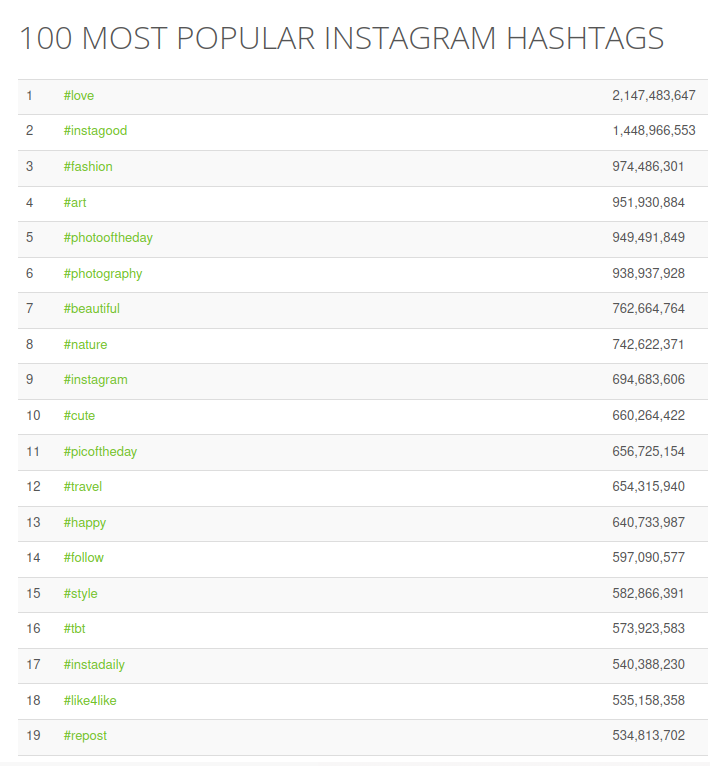 100 MOST POPULAR INSTAGRAM HASHTAGS
1 #love 2,147,483,647
2 #instagood 1,448,966,553
3 #fashion 974,486,301
4 #art 951,930,884
5 #photooftheday 949,491,849
6 #photography 938,937,928
7 #beautiful 762,664,764
8 #nature 742,622,371
9 #instagram 694,683,606
10 #cute 660,264,422
11 #picoftheday 656,725,154
12 #travel 654,315,940
13 #happy 640,733,987
14 #follow 597,090,577
15 #style 582,866,391
16 #tbt 573,923,583
17 #instadaily 540,388,230
18 #like4like 535,158,358
19 #repost 534,813,702